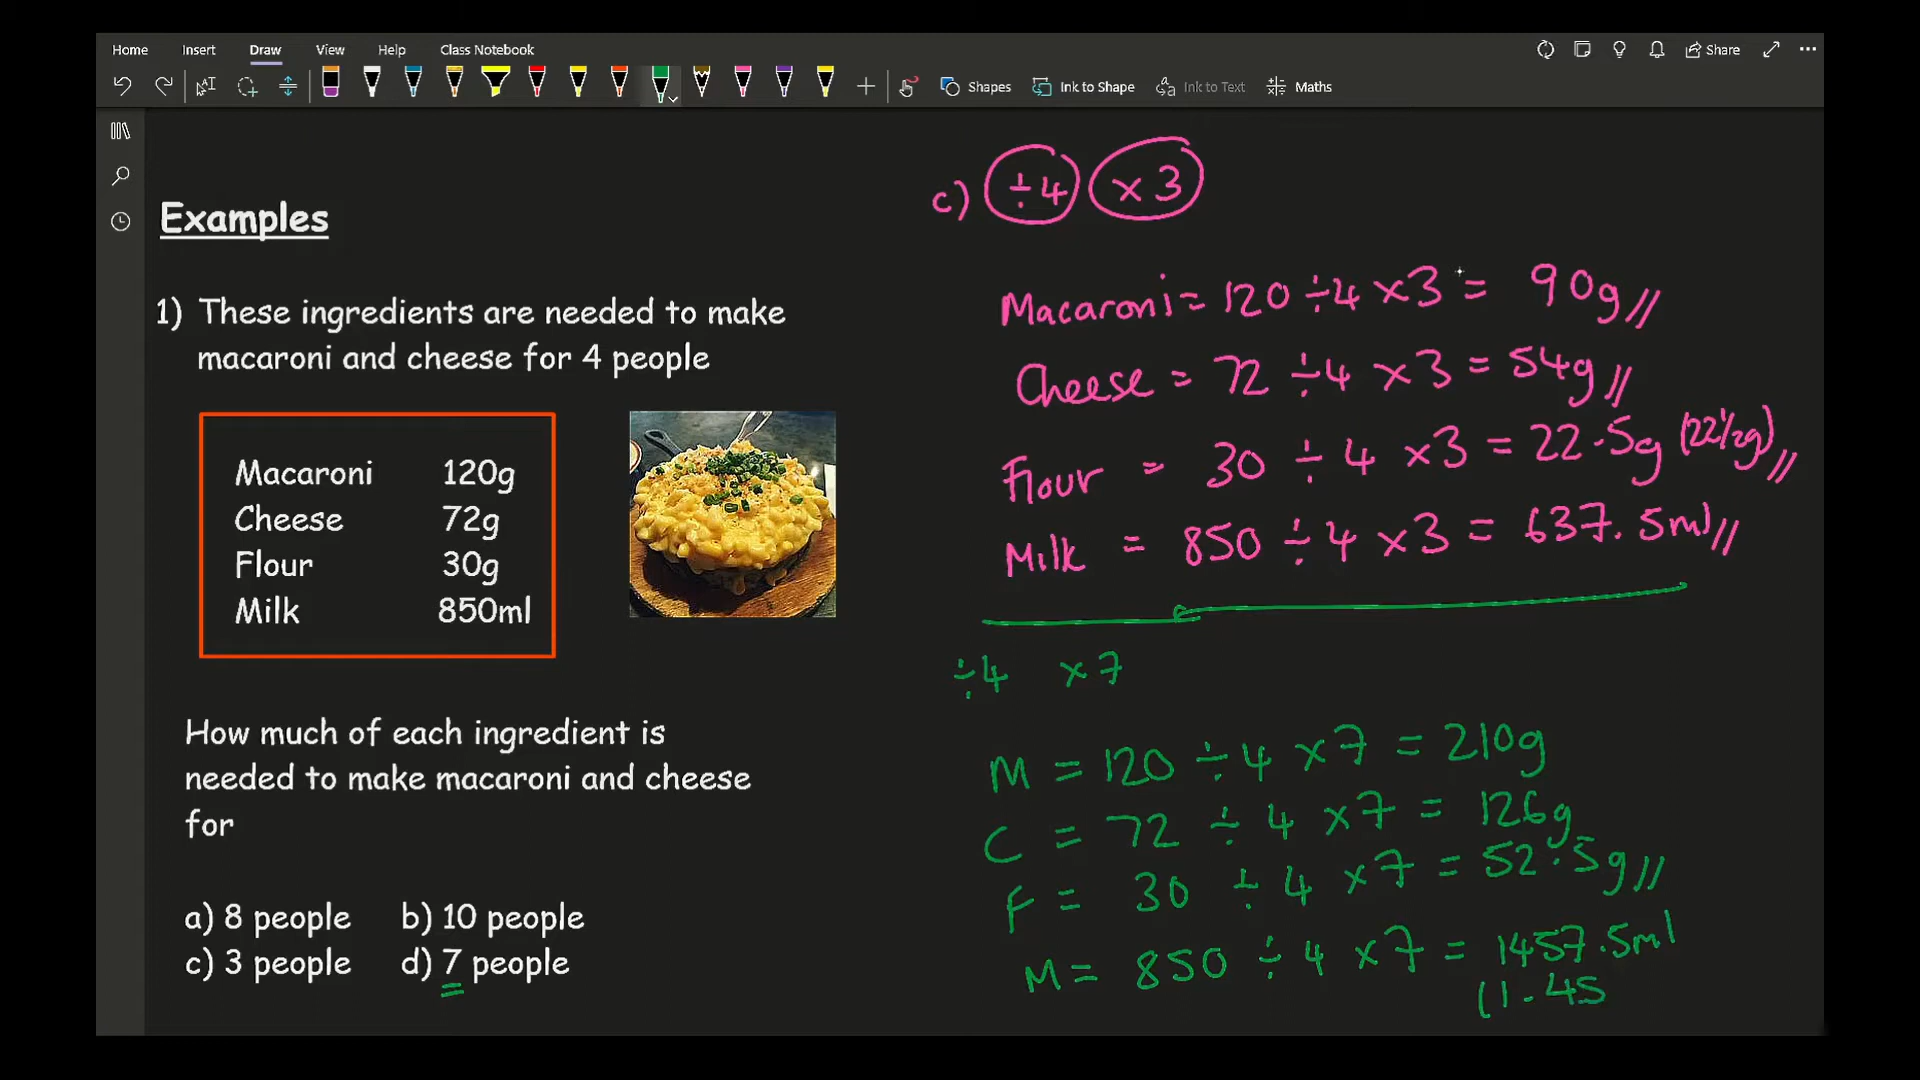 Home Insert Draw View Help Class Notebook
Share
Shapes Ink to Shape Ink to Text Maths
Examples
1) These ingredients are needed to make
macaroni and cheese for 4 people
Macaroni 120g
Cheese 72g
Flour 30g
Milk 850ml
How much of each ingredient is
needed to make macaroni and cheese
for
a) 8 people b) 10 people
c) 3 people d) 7 people
c) ÷4 ×3
Macaroni = 120 ÷4 ×3 = 90g//
Cheese = 72 ÷4 ×3 = 54g//
Flour = 30 ÷ 4 ×3 = 22.5g (22 1/2g)//
Milk = 850 ÷4 ×3 = 637.5ml//
÷4 ×7
M = 120 ÷4 ×7 = 210g
C = 72 ÷ 4 ×7 = 126g
F = 30 ÷ 4 ×7 = 52.5g//
M = 850 ÷ 4 ×7 = 1457.5ml
(1.45